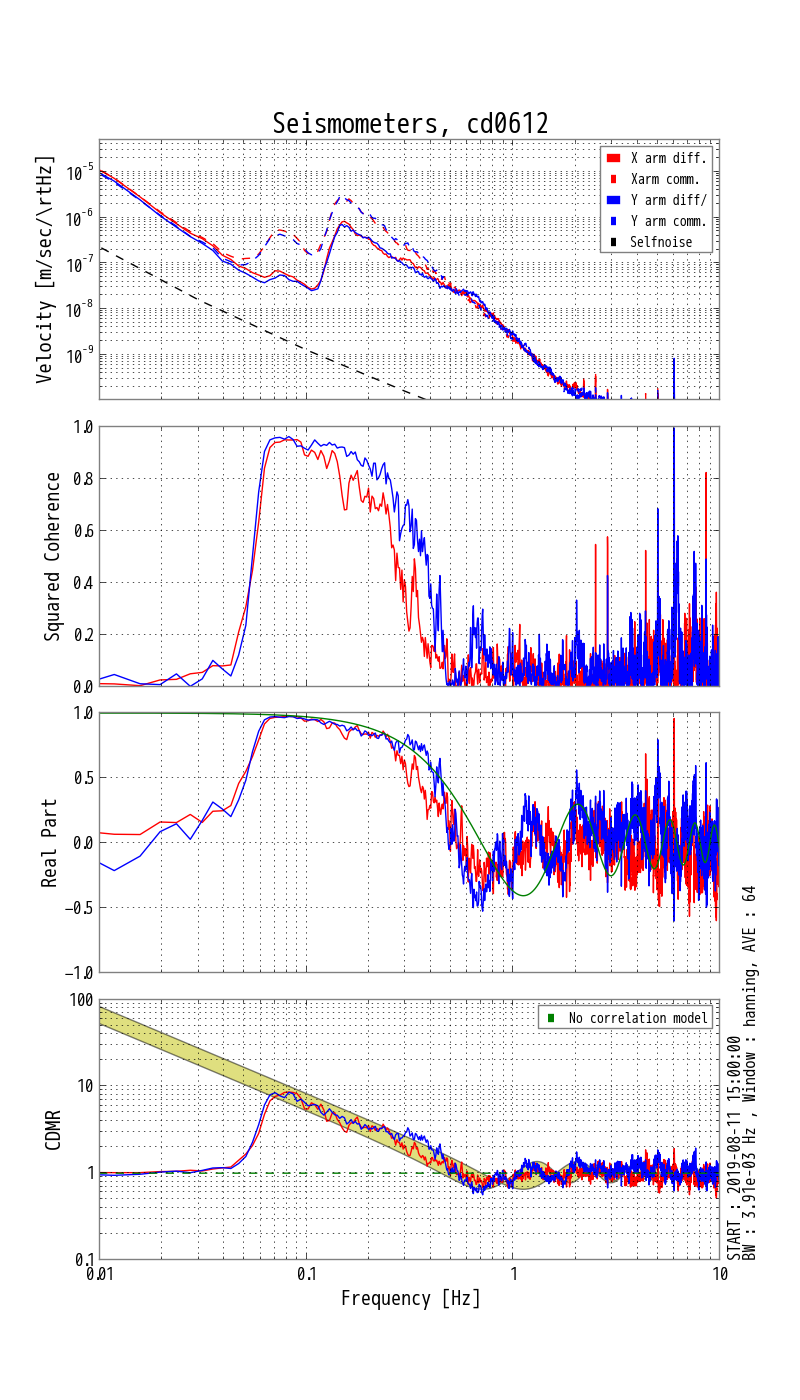 Seismometers, cd0612
Velocity [m/sec/\rtHz]
10^-5
10^-6
10^-7
10^-8
10^-9
X arm diff.
Xarm comm.
Y arm diff/
Y arm comm.
Selfnoise
Squared Coherence
1.0
0.8
0.6
0.4
0.2
0.0
Real Part
1.0
0.5
0.0
−0.5
−1.0
CDMR
100
10
1
0.1
No correlation model
0.01
0.1
1
10
Frequency [Hz]
START : 2019-08-11 15:00:00
BW : 3.91e-03 Hz , Window : hanning, AVE : 64